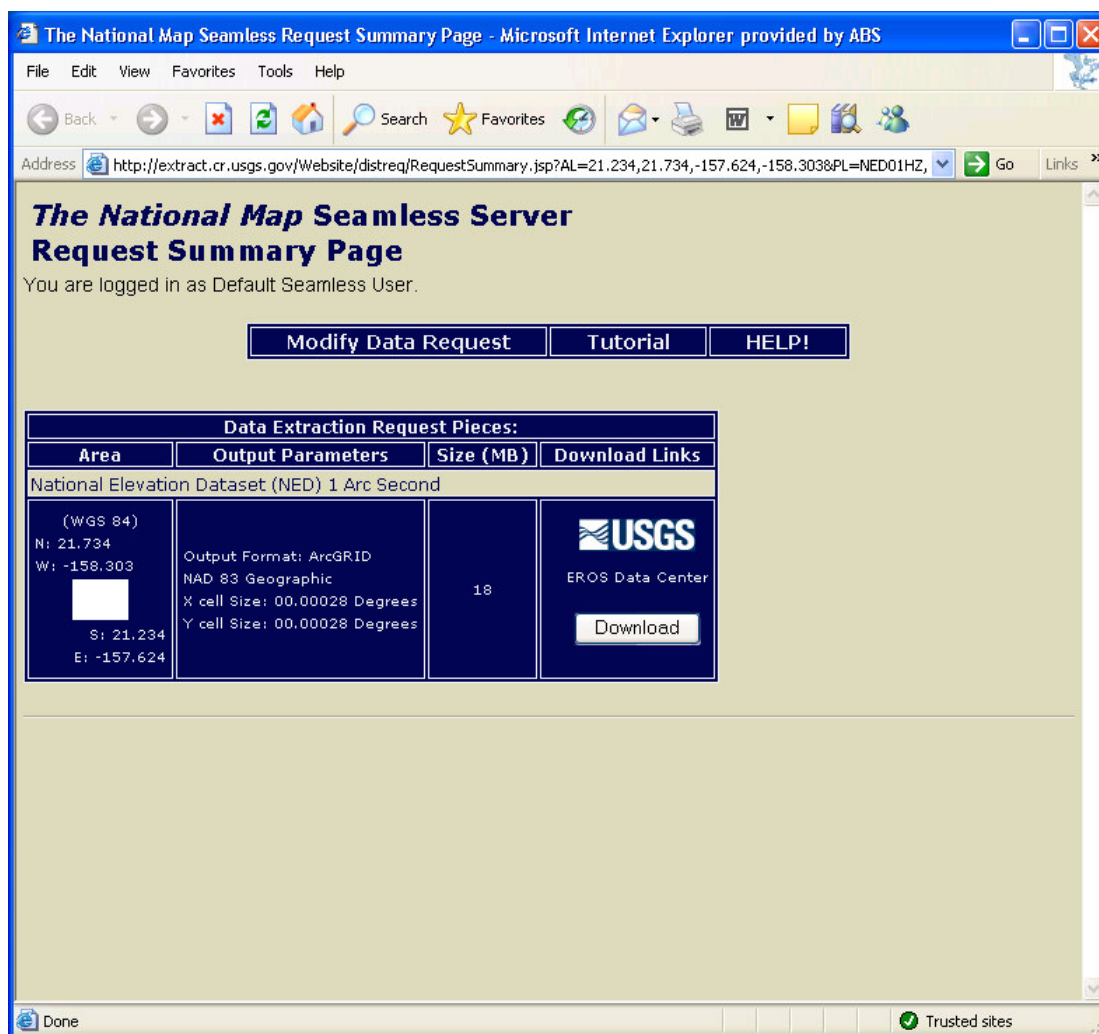 The National Map Seamless Request Summary Page - Microsoft Internet Explorer provided by ABS
File Edit View Favorites Tools Help
Back Search Favorites
Address http://extract.cr.usgs.gov/Website/distreq/RequestSummary.jsp?AL=21.234,21.734,-157.624,-158.303&PL=NED01HZ, Go Links »
The National Map Seamless Server
Request Summary Page
You are logged in as Default Seamless User.
Modify Data Request Tutorial HELP!
Data Extraction Request Pieces:
Area Output Parameters Size (MB) Download Links
National Elevation Dataset (NED) 1 Arc Second
(WGS 84)
N: 21.734
W: -158.303
S: 21.234
E: -157.624
Output Format: ArcGRID
NAD 83 Geographic
X cell Size: 00.00028 Degrees
Y cell Size: 00.00028 Degrees
18
USGS
EROS Data Center
Download
Done Trusted sites